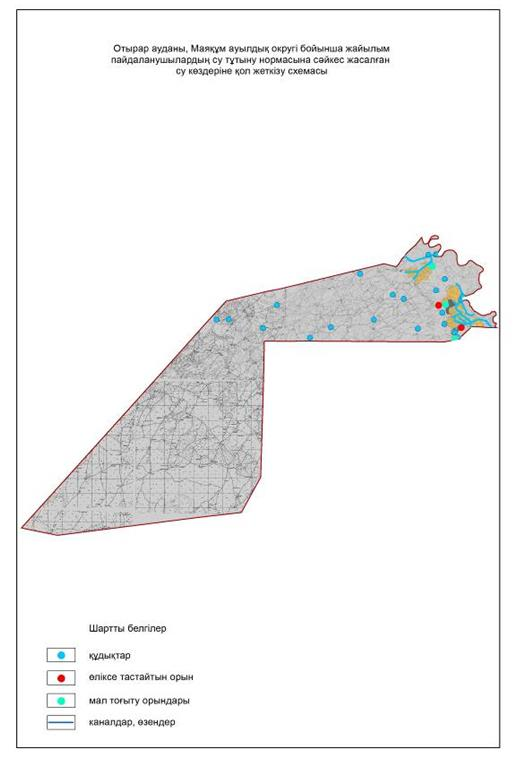 Отырар ауданы, Маяқұм ауылдық округі бойынша жайылым
пайдаланушылардың су тұтыну нормасына сәйкес жасалған
су көздеріне қол жеткізу схемасы
Шартты белгілер
құдықтар
өліксе тастайтын орын
мал тоғыту орындары
каналдар, өзендер